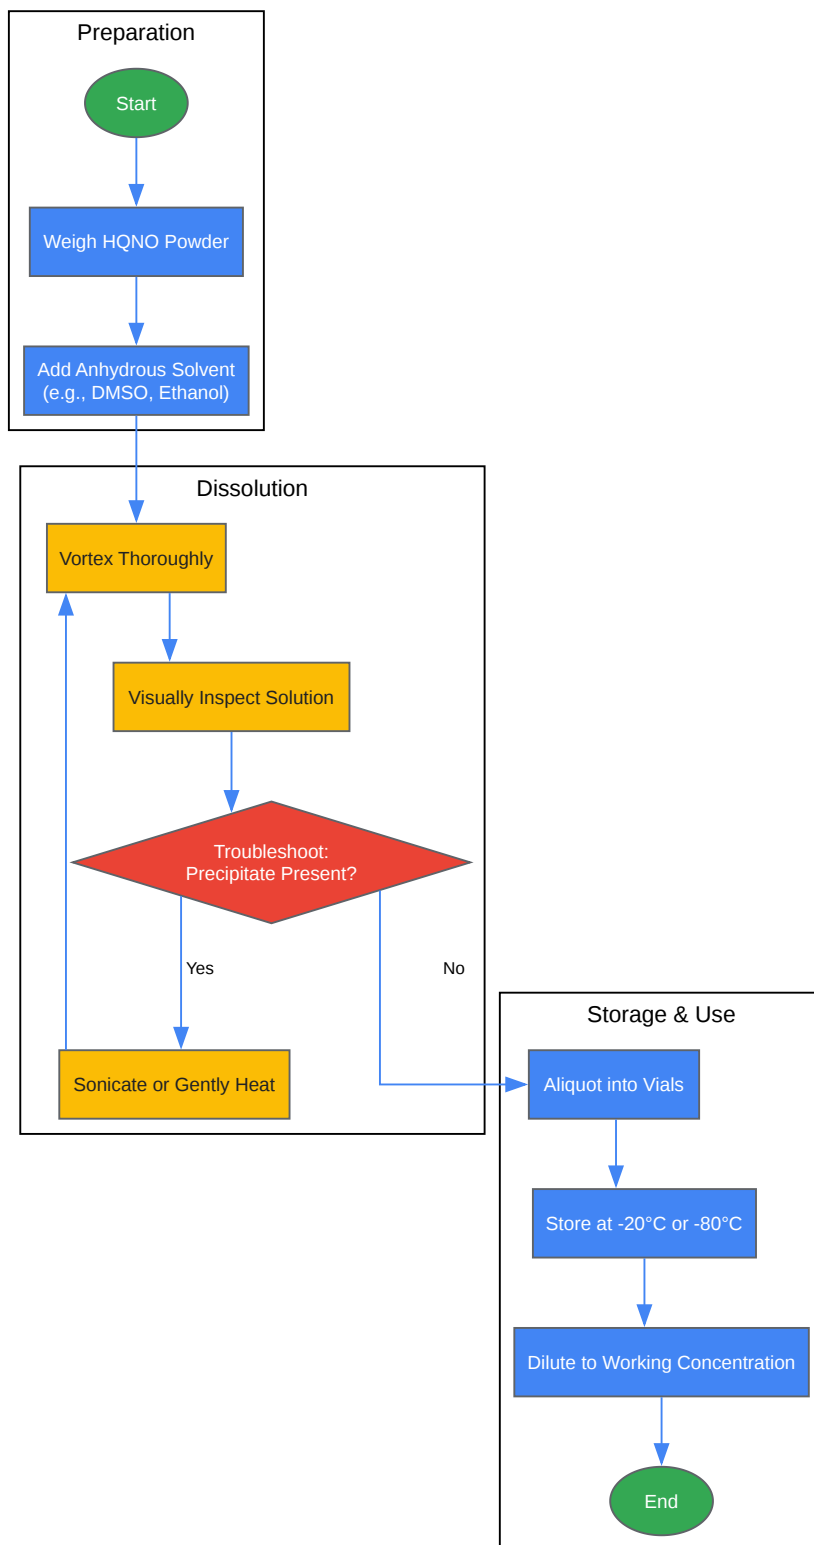 Preparation
Start
Weigh HQNO Powder
Add Anhydrous Solvent
(e.g., DMSO, Ethanol)
Dissolution
Vortex Thoroughly
Visually Inspect Solution
Troubleshoot:
Precipitate Present?
Yes
No
Sonicate or Gently Heat
Storage & Use
Aliquot into Vials
Store at -20°C or -80°C
Dilute to Working Concentration
End